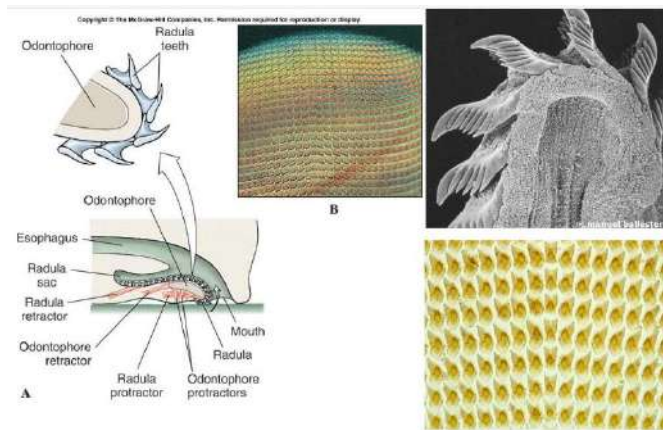 Copyright © The McGraw-Hill Companies, Inc. Permission required for reproduction or display.
Odontophore
Radula
teeth
Odontophore
Esophagus
Radula
sac
Radula
retractor
Odontophore
retractor
Radula
protractor
Odontophore
protractors
Radula
Mouth
A
B
manuel ballester